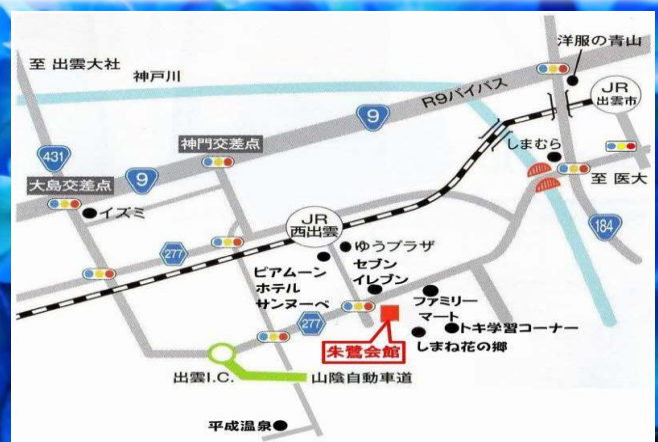 洋服の青山
至 出雲大社
神戸川
JR
出雲市
R9バイパス
9
神門交差点
しまむら
431
大島交差点
9
至 医大
イズミ
JR
西出雲
184
277
ゆうプラザ
ビアムーン
ホテル
サンヌーベ
セブン
イレブン
ファミリー
マート
277
トキ学習コーナー
しまね花の郷
朱鷺会館
出雲I.C.
山陰自動車道
平成温泉